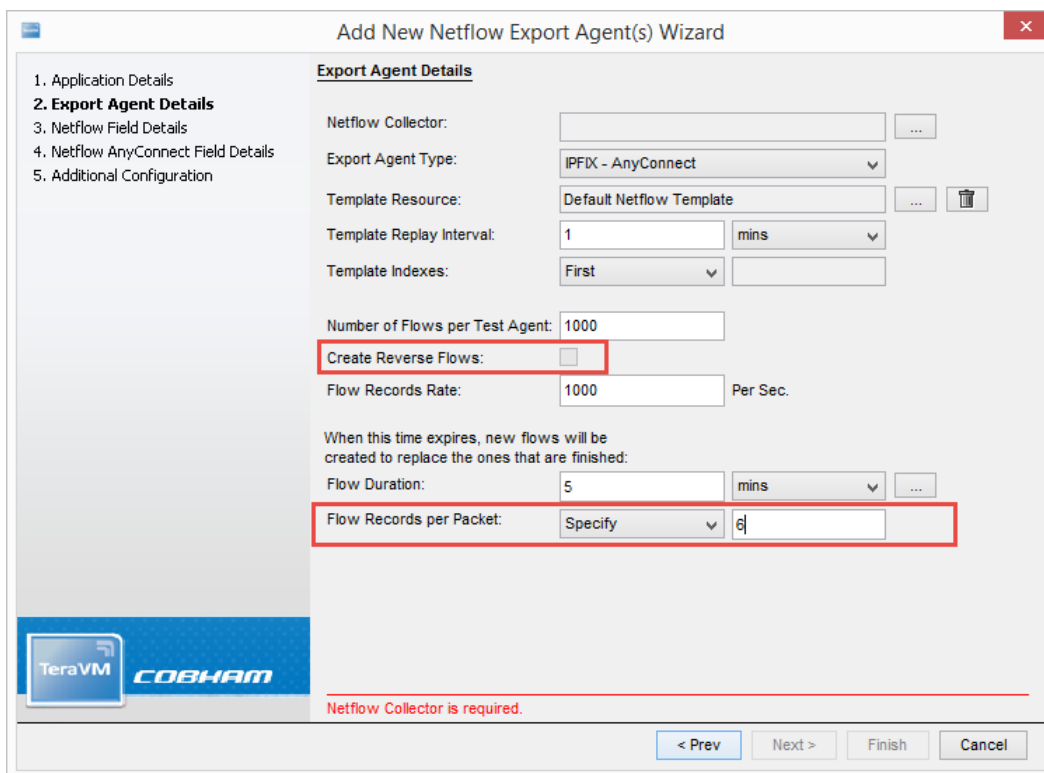 Add New Netflow Export Agent(s) Wizard
×
1. Application Details
2. Export Agent Details
3. Netflow Field Details
4. Netflow AnyConnect Field Details
5. Additional Configuration
Export Agent Details
Netflow Collector: ...
Export Agent Type: IPFIX - AnyConnect
Template Resource: Default Netflow Template ...
Template Replay Interval: 1 mins
Template Indexes: First
Number of Flows per Test Agent: 1000
Create Reverse Flows:
Flow Records Rate: 1000 Per Sec.
When this time expires, new flows will be
created to replace the ones that are finished:
Flow Duration: 5 mins ...
Flow Records per Packet: Specify 6
TeraVM COBHAM
Netflow Collector is required.
< Prev Next > Finish Cancel